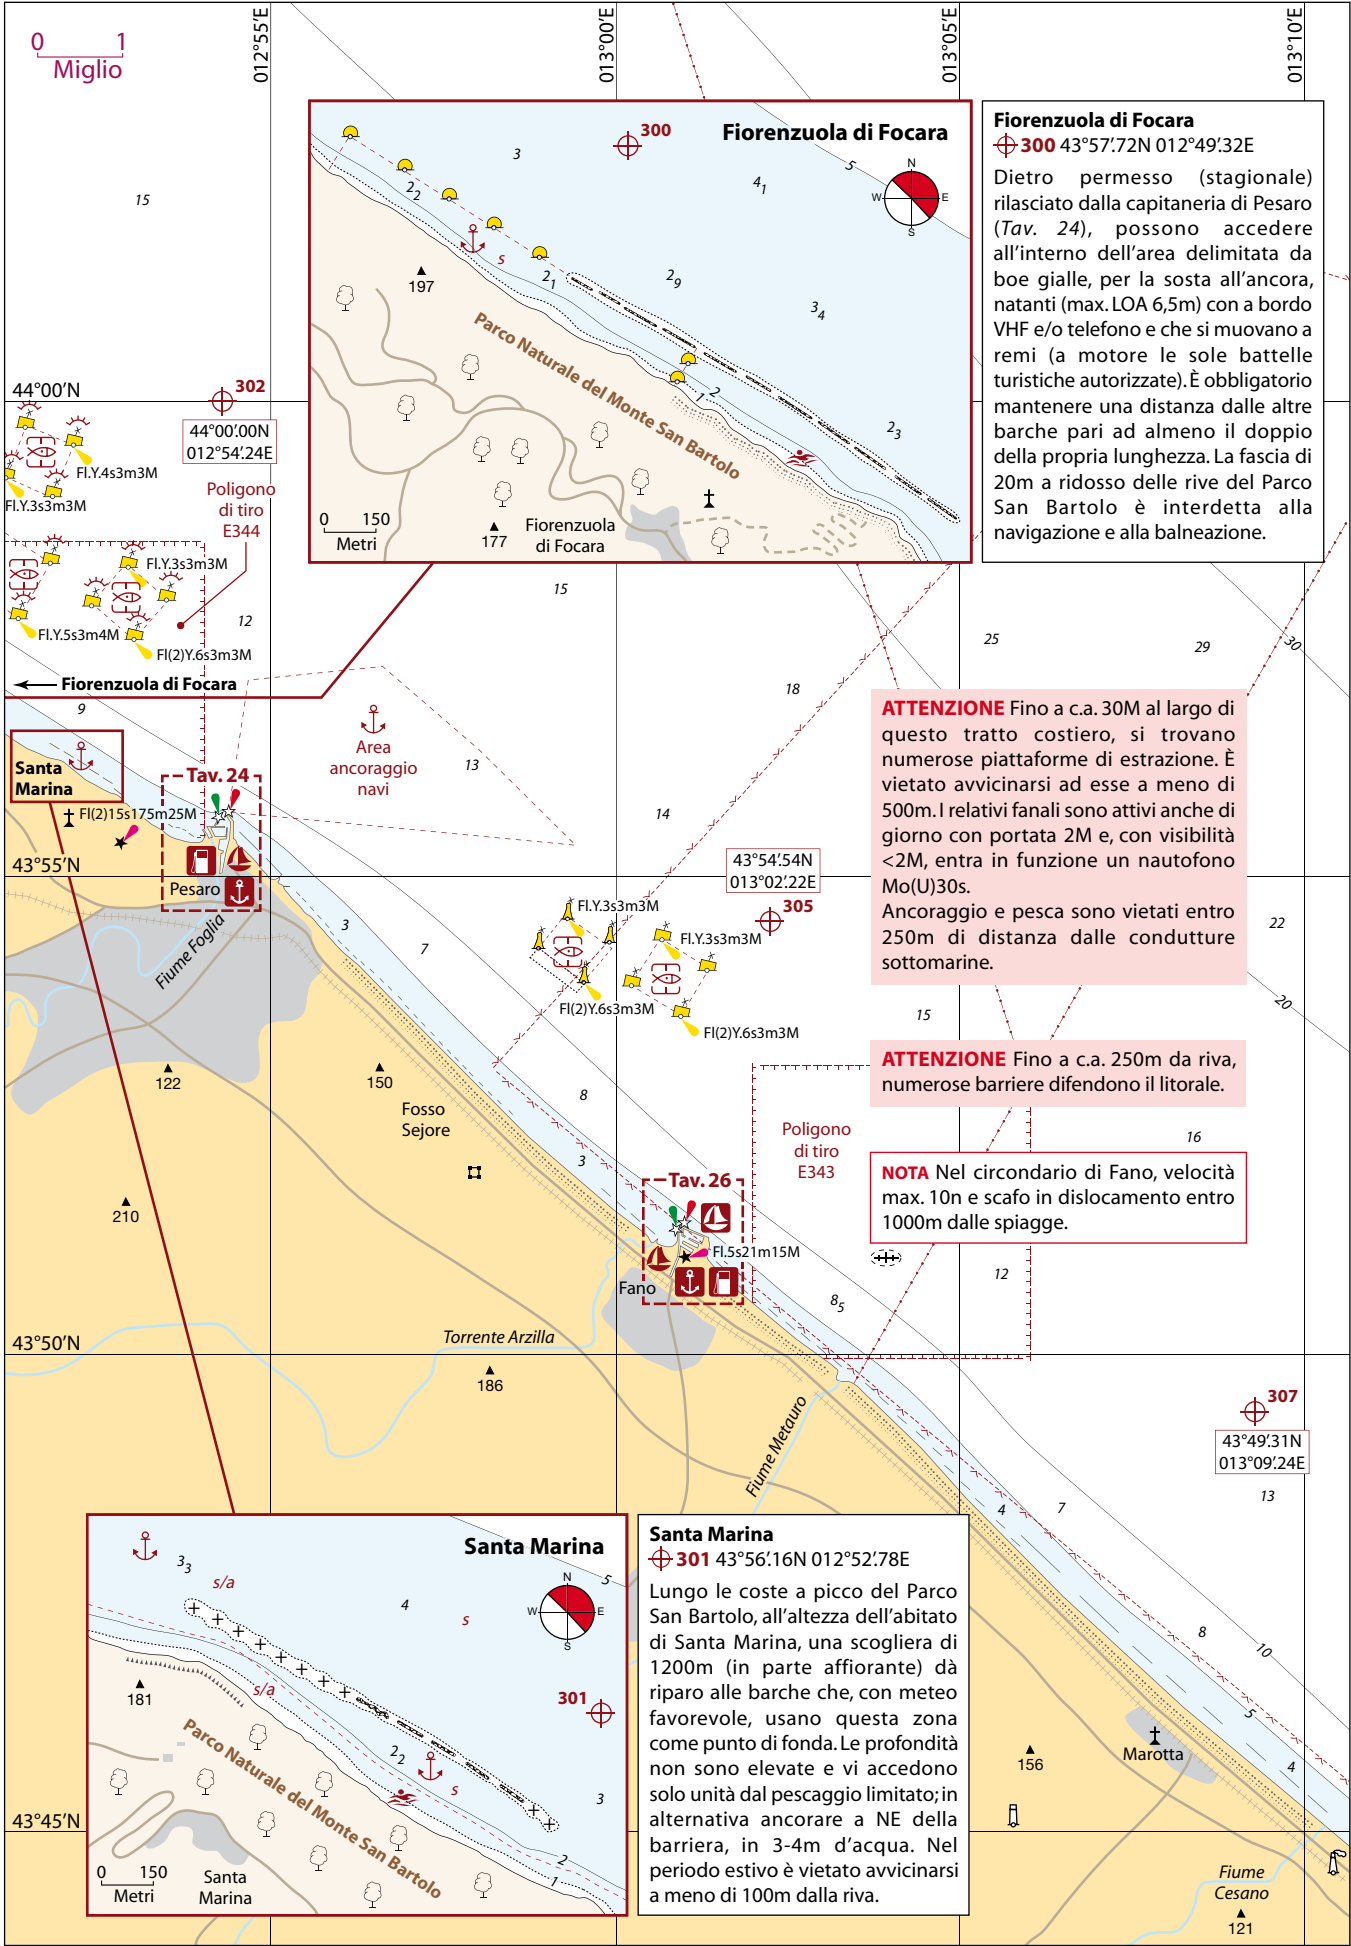 0 1
Miglio
012°55'E
013°00'E
013°05'E
013°10'E
15
Fiorenzuola di Focara
300
3
5
4₁
2₂
N
W E
S
s
2₁
2₉
3₄
197
Parco Naturale del Monte San Bartolo
2
1
2₃
0 150
Metri
177
Fiorenzuola
di Focara
Fiorenzuola di Focara
300 43°57'.72N 012°49'.32E
Dietro permesso (stagionale)
rilasciato dalla capitaneria di Pesaro
(Tav. 24), possono accedere
all'interno dell'area delimitata da
boe gialle, per la sosta all'ancora,
natanti (max. LOA 6,5m) con a bordo
VHF e/o telefono e che si muovano a
remi (a motore le sole battelle
turistiche autorizzate). È obbligatorio
mantenere una distanza dalle altre
barche pari ad almeno il doppio
della propria lunghezza. La fascia di
20m a ridosso delle rive del Parco
San Bartolo è interdetta alla
navigazione e alla balneazione.
44°00'N
302
44°00'.00N
012°54'.24E
Fl.Y.4s3m3M
Fl.Y.3s3m3M
Poligono
di tiro
E344
Fl.Y.3s3m3M
Fl.Y.5s3m4M
Fl(2)Y.6s3m3M
12
15
25
29
30
18
Fiorenzuola di Focara
9
Area
ancoraggio
navi
13
Santa
Marina
Tav. 24
Fl(2)15s175m25M
14
43°55'N
Pesaro
Fiume Foglia
3
7
43°54'.54N
013°02'.22E
305
Fl.Y.3s3m3M
Fl.Y.3s3m3M
Fl(2)Y.6s3m3M
Fl(2)Y.6s3m3M
ATTENZIONE Fino a c.a. 30M al largo di
questo tratto costiero, si trovano
numerose piattaforme di estrazione. È
vietato avvicinarsi ad esse a meno di
500m. I relativi fanali sono attivi anche di
giorno con portata 2M e, con visibilità
<2M, entra in funzione un nautofono
Mo(U)30s.
Ancoraggio e pesca sono vietati entro
250m di distanza dalle condutture
sottomarine.
22
20
15
ATTENZIONE Fino a c.a. 250m da riva,
numerose barriere difendono il litorale.
122
150
8
Fosso
Sejore
3
Poligono
di tiro
E343
16
NOTA Nel circondario di Fano, velocità
max. 10n e scafo in dislocamento entro
1000m dalle spiagge.
210
Tav. 26
Fl.5s21m15M
Fano
12
8₅
43°50'N
Torrente Arzilla
186
Fiume Metauro
307
43°49'.31N
013°09'.24E
13
4
7
Santa Marina
3₃
s/a
4
s
5
N
W E
S
s/a
181
301
Parco Naturale del Monte San Bartolo
2₂
s
3
2
1
0 150
Metri
Santa
Marina
Santa Marina
301 43°56'.16N 012°52'.78E
Lungo le coste a picco del Parco
San Bartolo, all'altezza dell'abitato
di Santa Marina, una scogliera di
1200m (in parte affiorante) dà
riparo alle barche che, con meteo
favorevole, usano questa zona
come punto di fonda. Le profondità
non sono elevate e vi accedono
solo unità dal pescaggio limitato; in
alternativa ancorare a NE della
barriera, in 3-4m d'acqua. Nel
periodo estivo è vietato avvicinarsi
a meno di 100m dalla riva.
8
10
5
4
156
Marotta
43°45'N
Fiume
Cesano
121